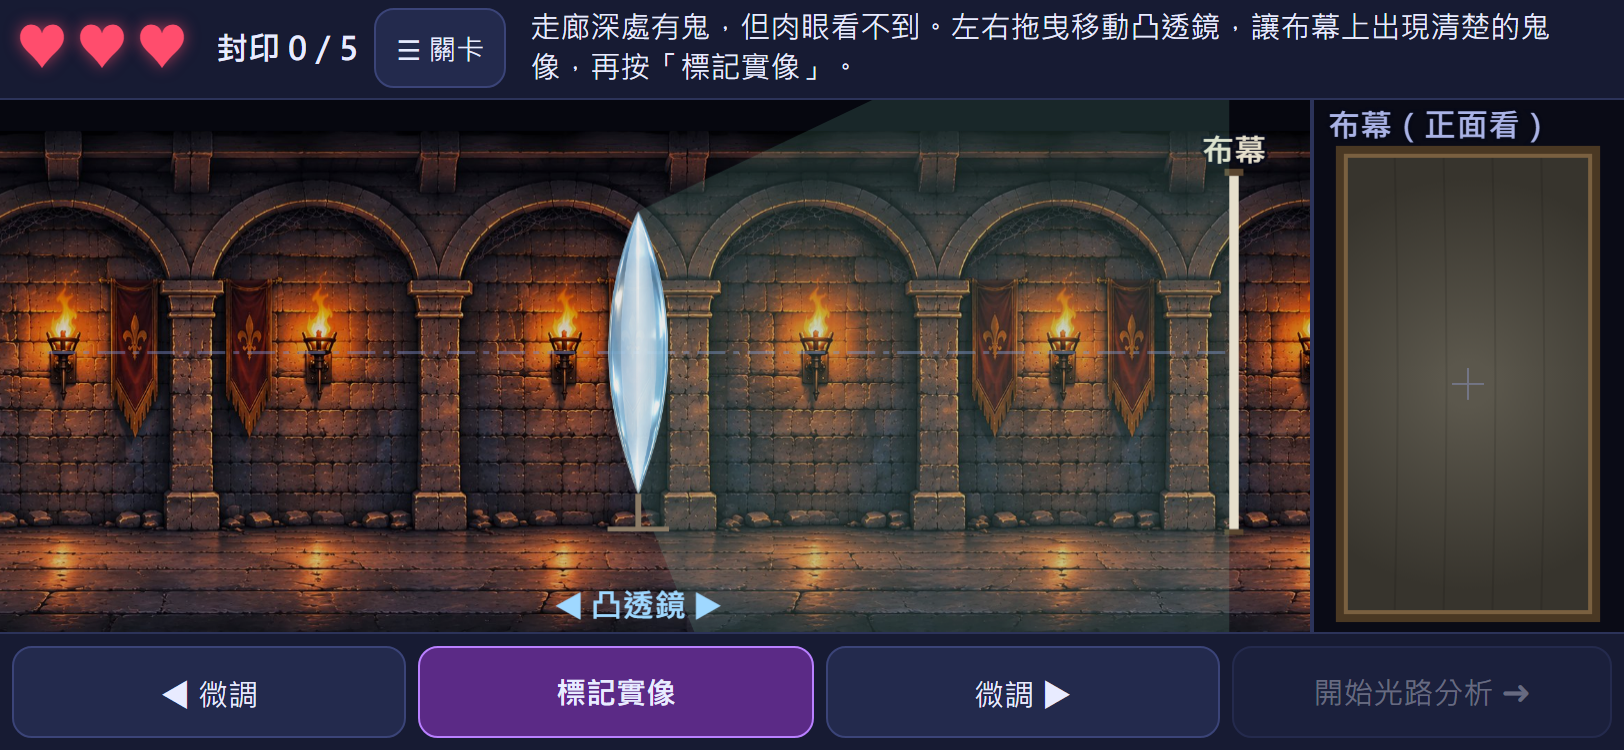 封印 0 / 5
☰ 關卡
走廊深處有鬼，但肉眼看不到。左右拖曳移動凸透鏡，讓布幕上出現清楚的鬼
像，再按「標記實像」。
布幕
布幕（正面看）
◀ 凸透鏡 ▶
◀ 微調
標記實像
微調 ▶
開始光路分析 ➜